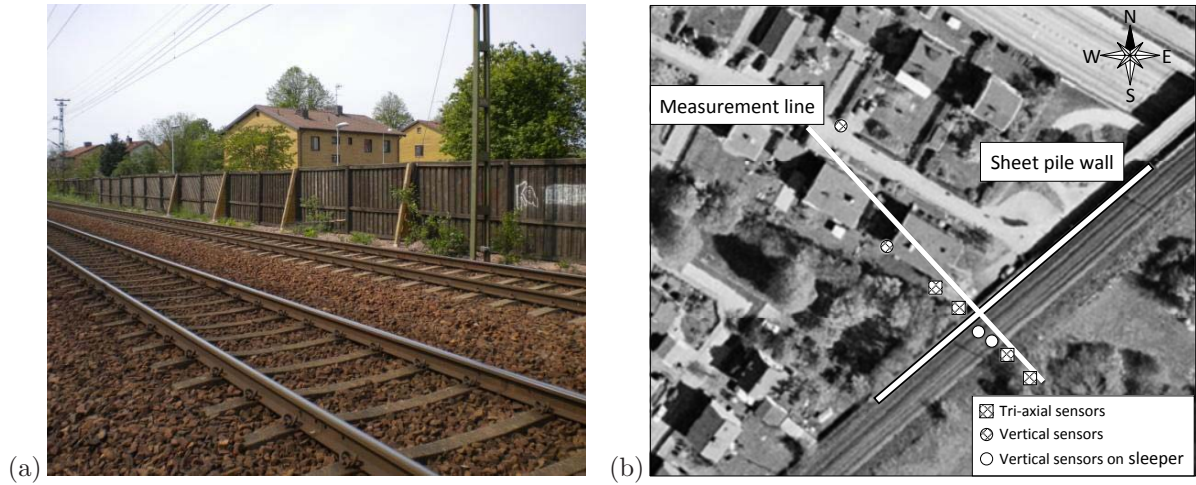 N
W E
S
Measurement line
Sheet pile wall
Tri-axial sensors
Vertical sensors
Vertical sensors on sleeper
(a)
(b)